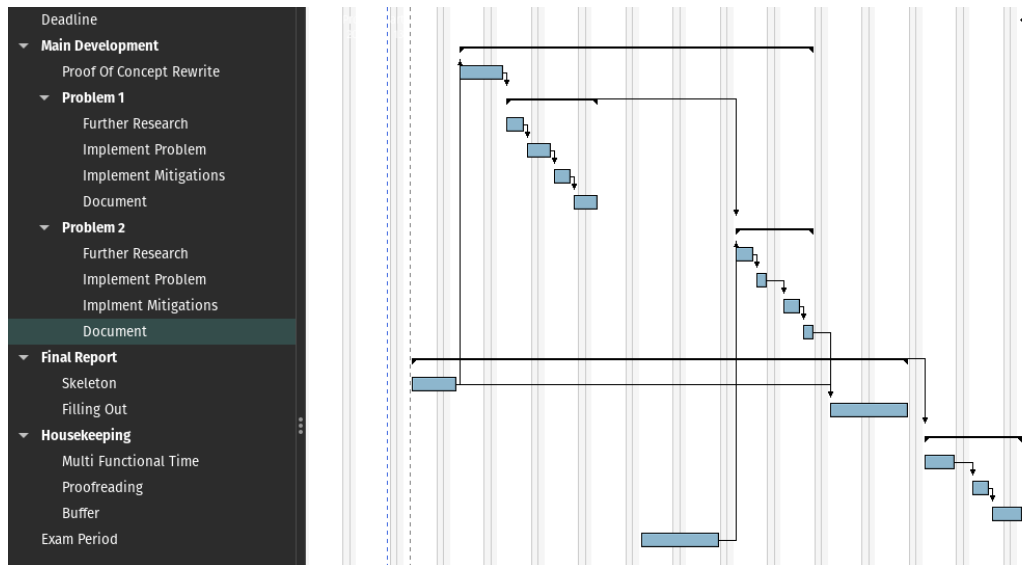 Deadline
Main Development
Proof Of Concept Rewrite
Problem 1
Further Research
Implement Problem
Implement Mitigations
Document
Problem 2
Further Research
Implement Problem
Implment Mitigations
Document
Final Report
Skeleton
Filling Out
Housekeeping
Multi Functional Time
Proofreading
Buffer
Exam Period